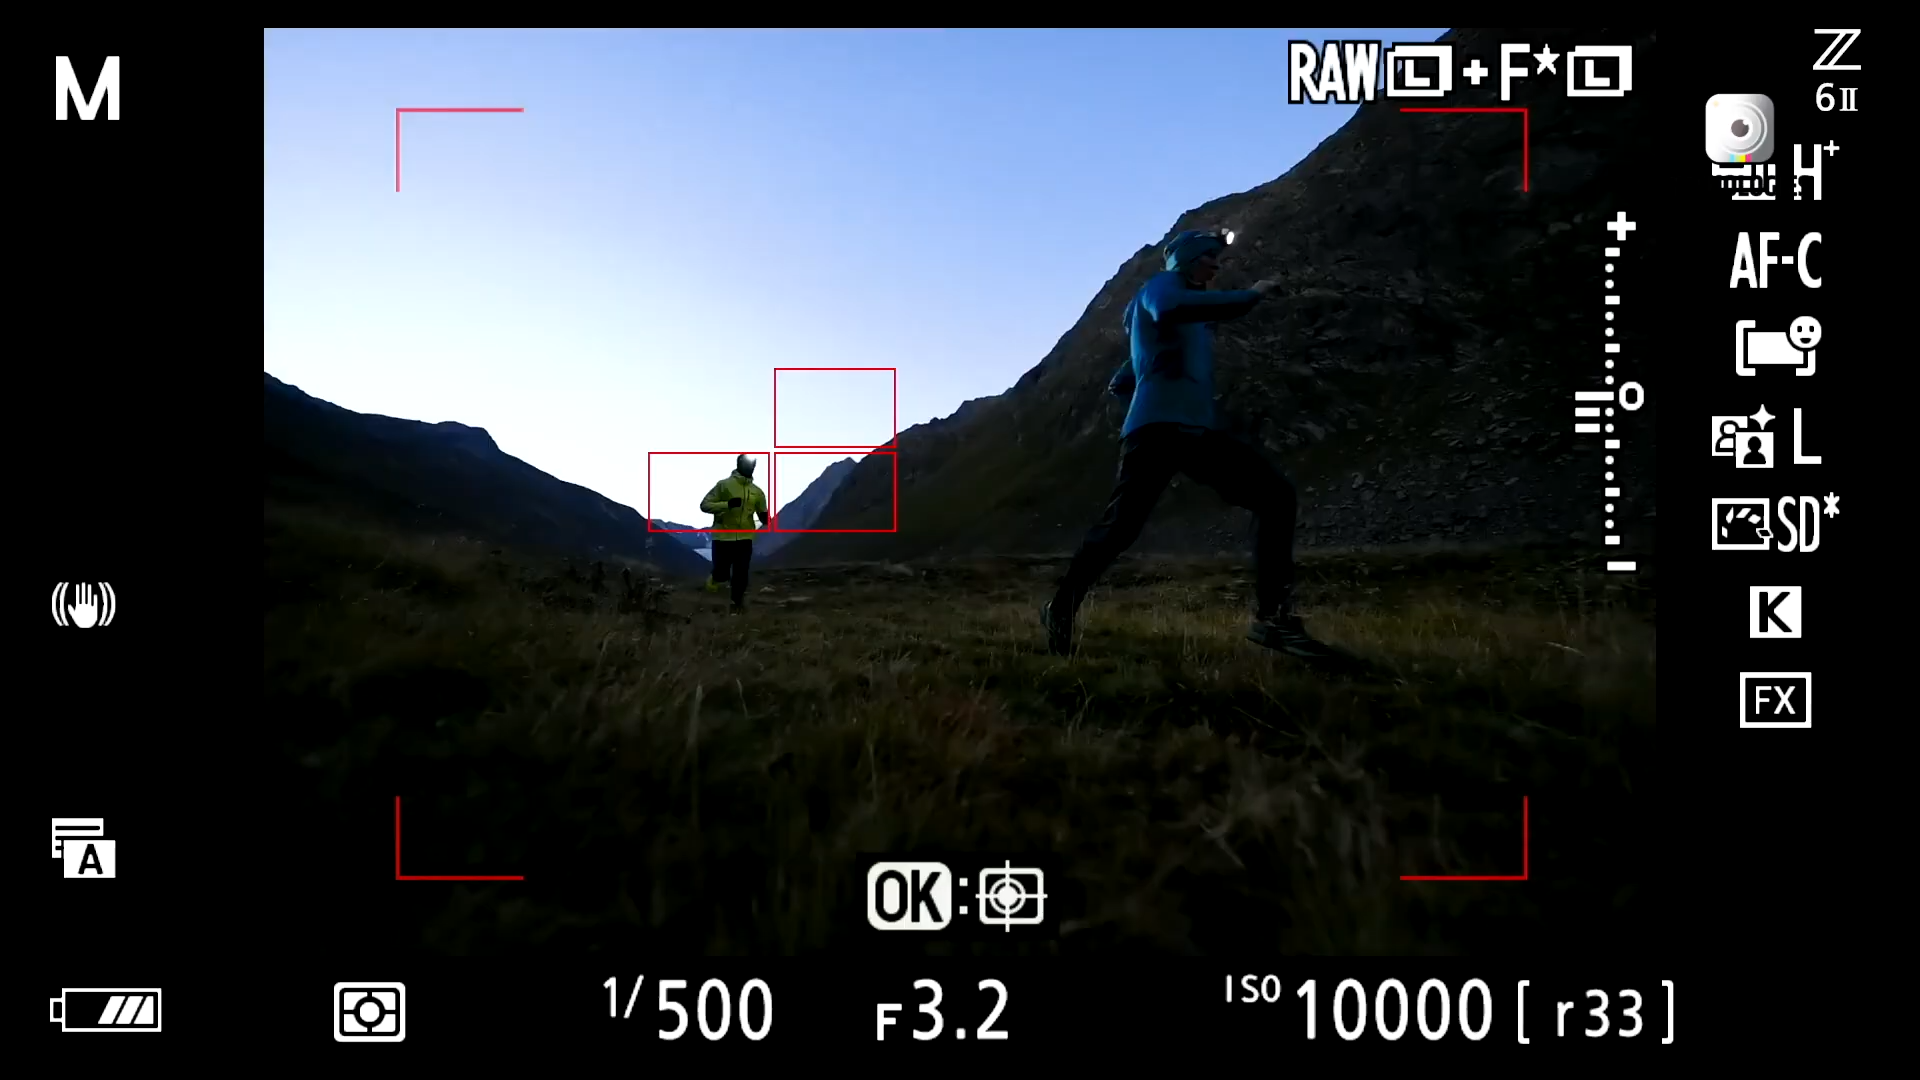 M
RAW L + F★ L
Z
6II
H+
AF-C
L
SD*
K
FX
A
OK :
1/500 F3.2 ISO 10000 [ r33 ]